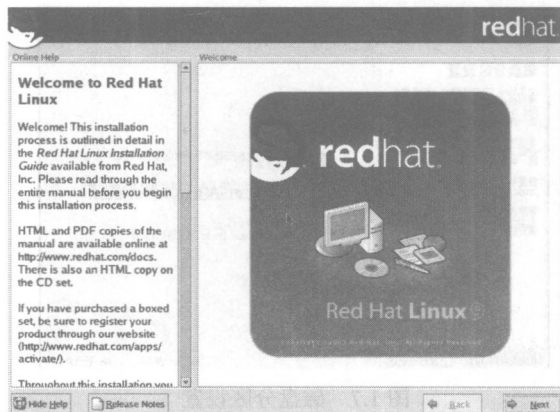 redhat.
Online Help
Welcome
Welcome to Red Hat
Linux
Welcome! This installation
process is outlined in detail in
the Red Hat Linux Installation
Guide available from Red Hat,
Inc. Please read through the
entire manual before you begin
this installation process.
HTML and PDF copies of the
manual are available online at
http://www.redhat.com/docs.
There is also an HTML copy on
the CD set.
If you have purchased a boxed
set, be sure to register your
product through our website
(http://www.redhat.com/apps/
activate/).
Throughout this installation you
redhat.
Red Hat Linux
Hide Help
Release Notes
Back
Next